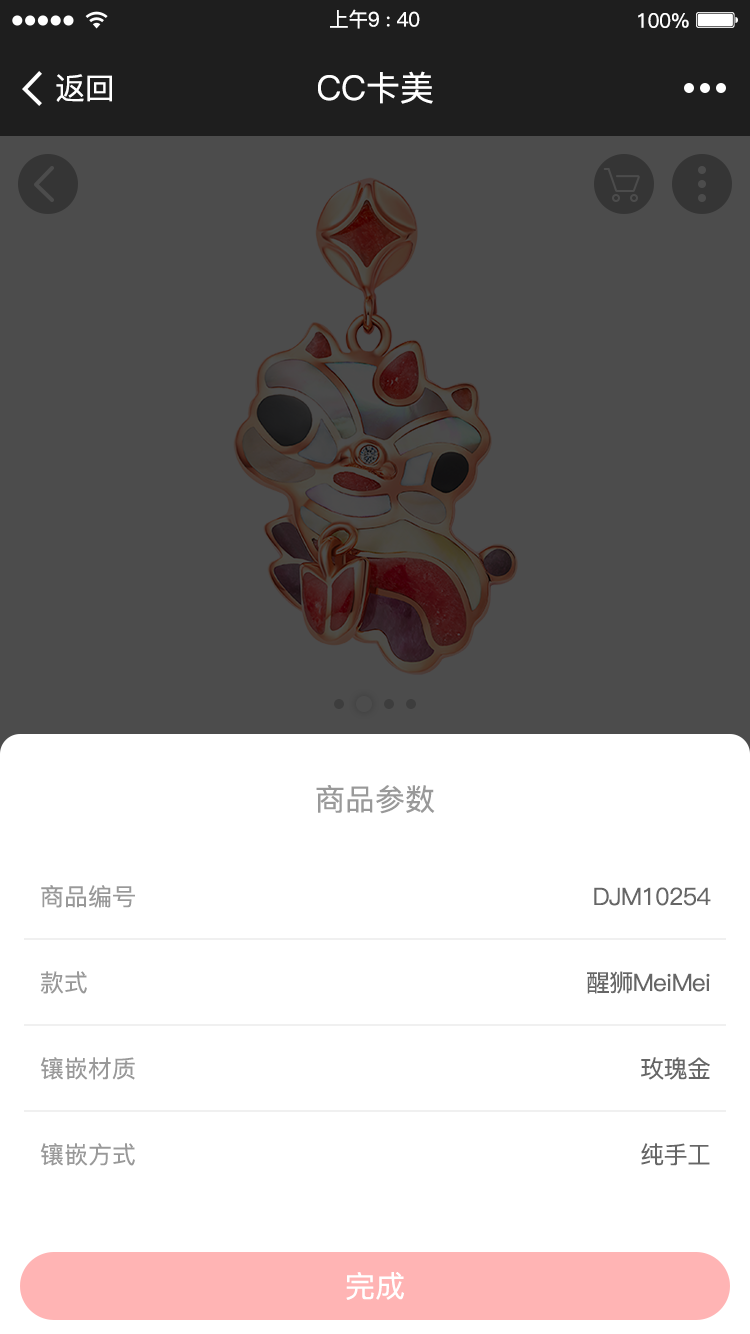 上午9 : 40
100%
返回
CC卡美
商品参数
商品编号 DJM10254
款式 醒狮MeiMei
镶嵌材质 玫瑰金
镶嵌方式 纯手工
完成